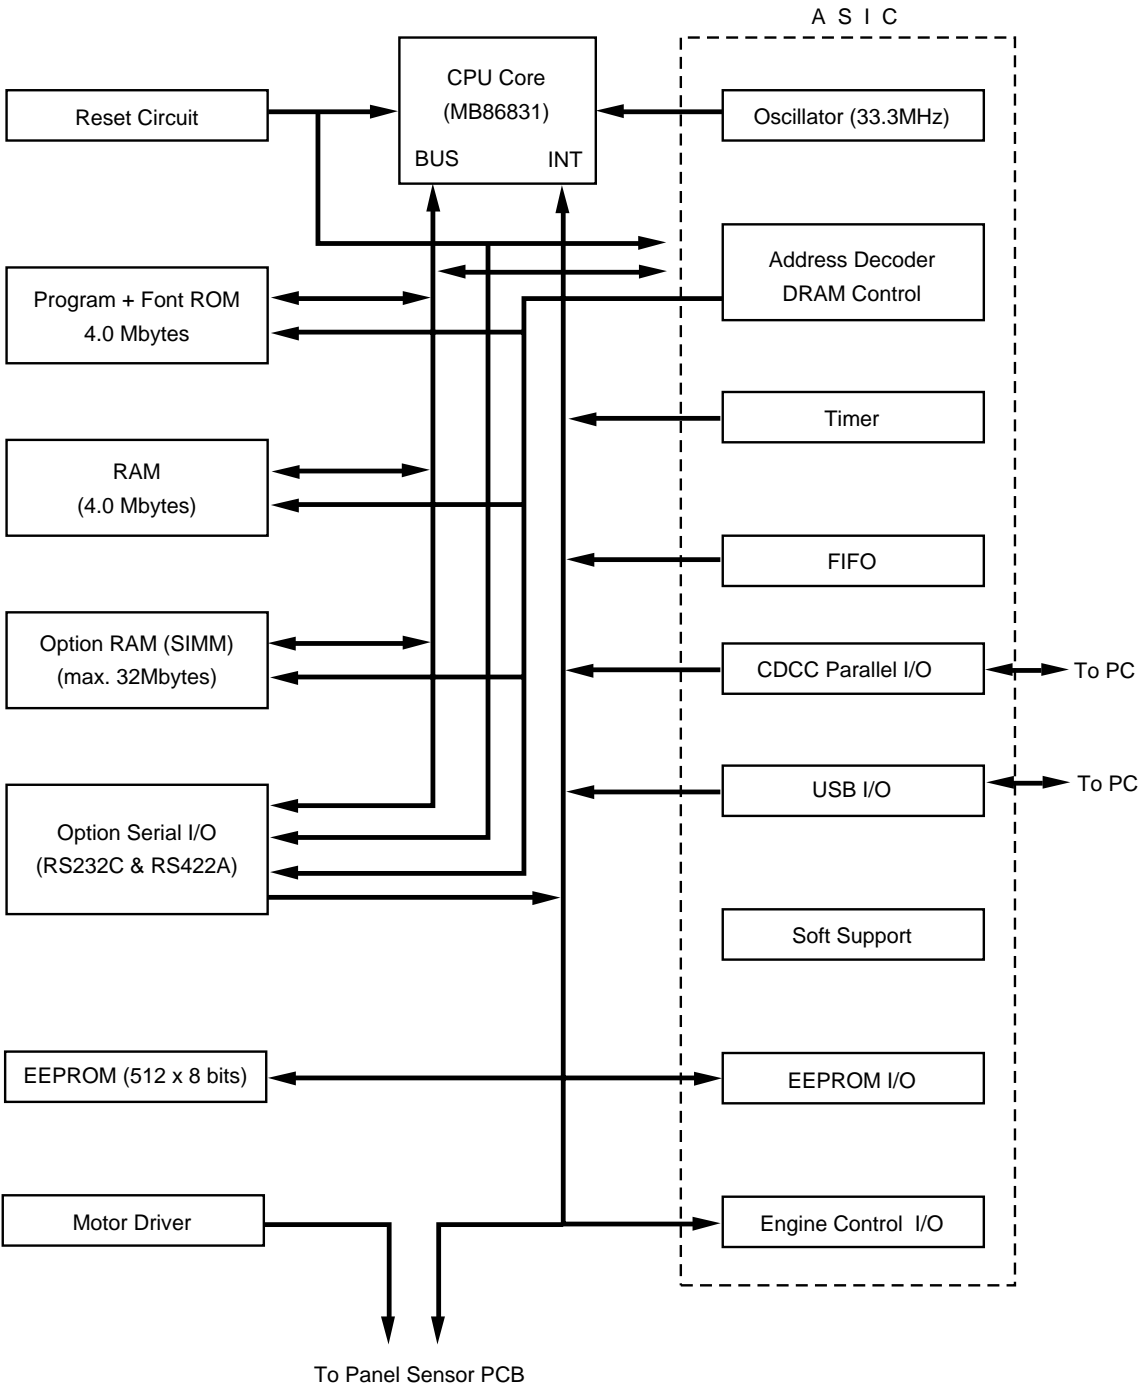 A S I C
CPU Core
(MB86831)
BUS INT
Reset Circuit
Oscillator (33.3MHz)
Program + Font ROM
4.0 Mbytes
Address Decoder
DRAM Control
RAM
(4.0 Mbytes)
Timer
FIFO
Option RAM (SIMM)
(max. 32Mbytes)
CDCC Parallel I/O
To PC
USB I/O
To PC
Option Serial I/O
(RS232C & RS422A)
Soft Support
EEPROM (512 x 8 bits)
EEPROM I/O
Motor Driver
Engine Control I/O
To Panel Sensor PCB